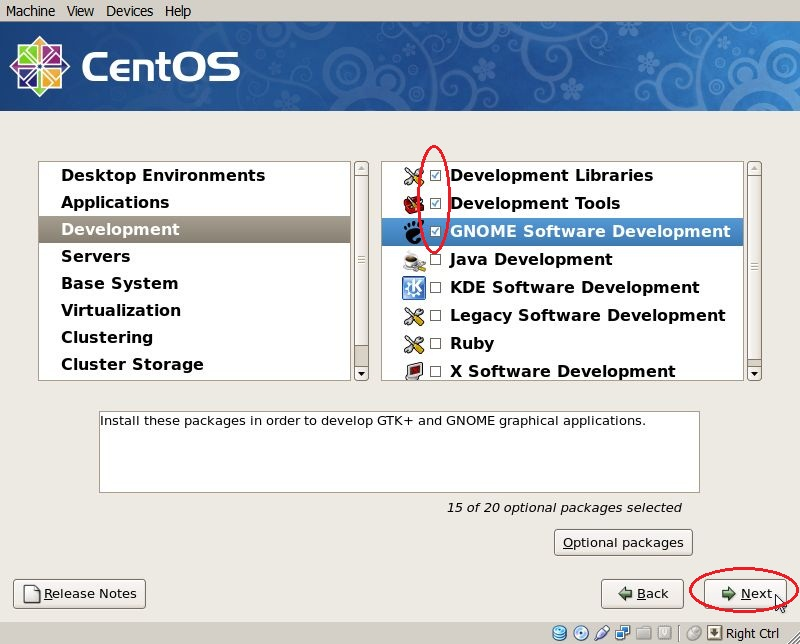 Machine View Devices Help
CentOS
Desktop Environments
Applications
Development
Servers
Base System
Virtualization
Clustering
Cluster Storage
Development Libraries
Development Tools
GNOME Software Development
Java Development
KDE Software Development
Legacy Software Development
Ruby
X Software Development
Install these packages in order to develop GTK+ and GNOME graphical applications.
15 of 20 optional packages selected
Optional packages
Release Notes
Back
Next
Right Ctrl